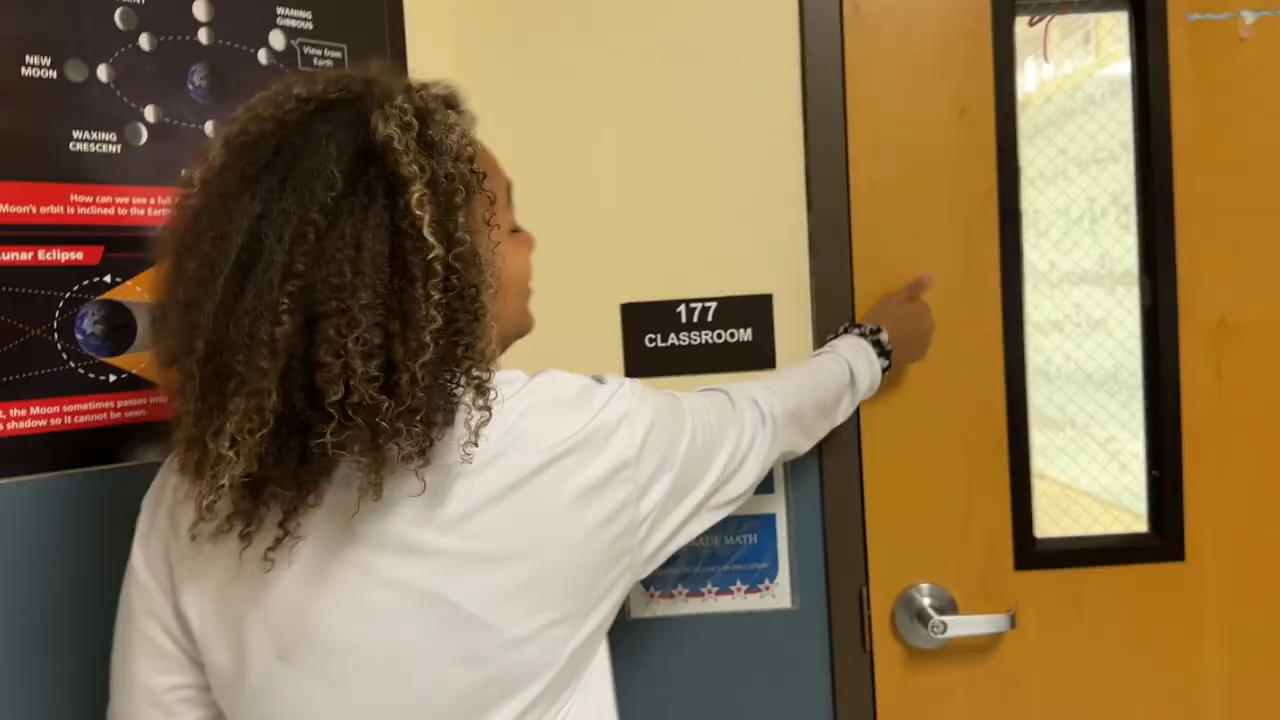 WANING
GIBBOUS
View from
Earth
NEW
MOON
WAXING
CRESCENT
How can we see a full
Moon's orbit is inclined to the Earth
Lunar Eclipse
, the Moon sometimes passes into
shadow so it cannot be seen.
177
CLASSROOM
MATH